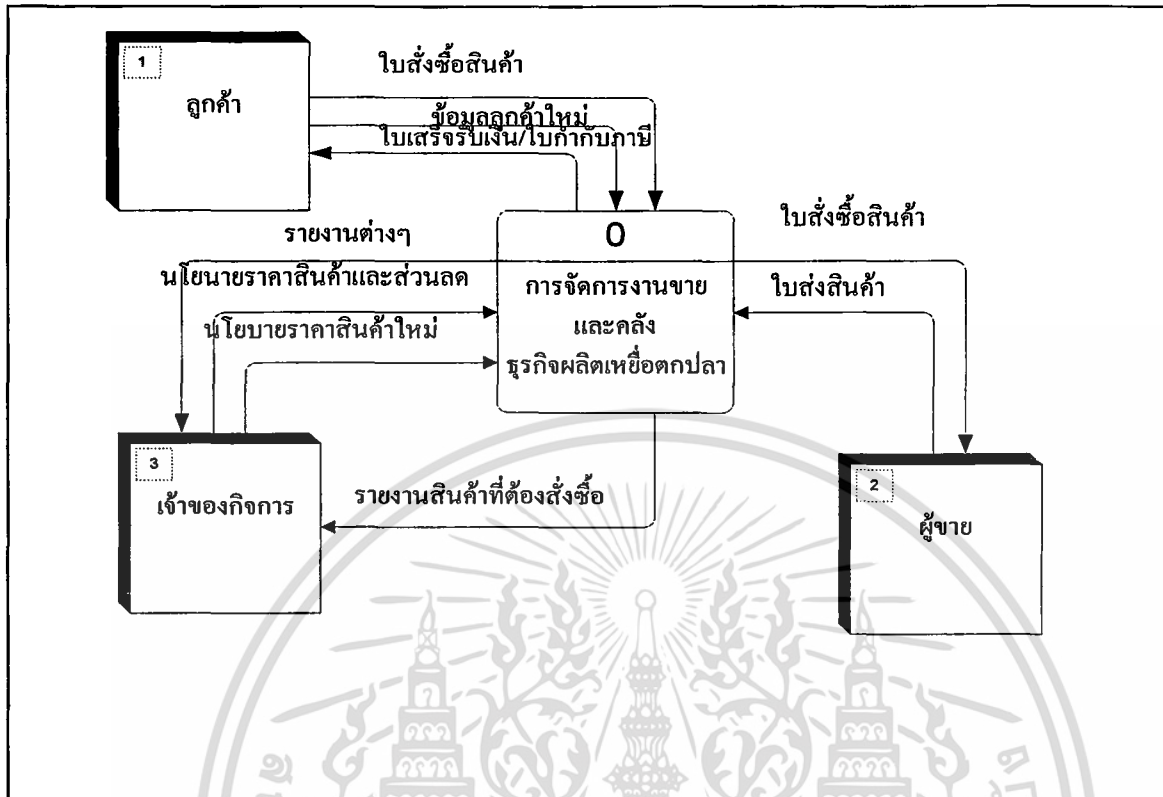 1
ลูกค้า
ใบสั่งซื้อสินค้า
ข้อมูลลูกค้าใหม่
ใบเสร็จรับเงิน/ใบกำกับภาษี
0
การจัดการงานขาย
และคลัง
ธุรกิจผลิตเหยื่อตกปลา
ใบสั่งซื้อสินค้า
ใบส่งสินค้า
รายงานต่างๆ
นโยบายราคาสินค้าและส่วนลด
นโยบายราคาสินค้าใหม่
3
เจ้าของกิจการ
รายงานสินค้าที่ต้องสั่งซื้อ
2
ผู้ขาย